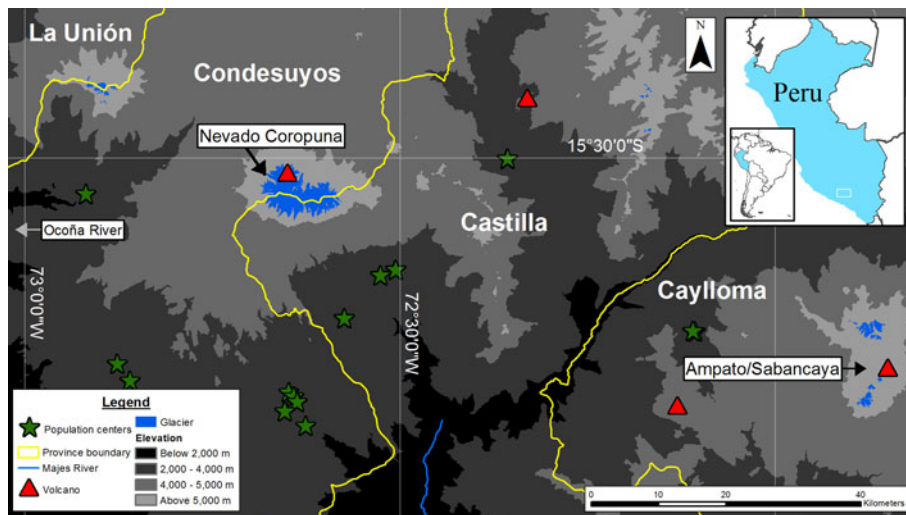 La Unión
Condesuyos
N
Peru
Nevado Coropuna
15°30'0"S
Castilla
Ocoña River
73°0'0"W
72°30'0"W
Caylloma
Ampato/Sabancaya
Legend
Population centers
Province boundary
Majes River
Volcano
Glacier
Elevation
Below 2,000 m
2,000 - 4,000 m
4,000 - 5,000 m
Above 5,000 m
0 10 20 40
Kilometers